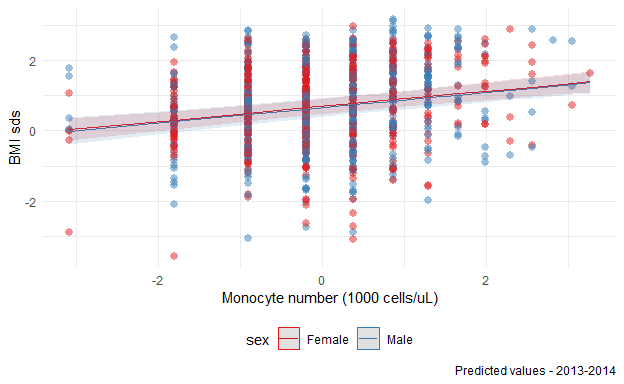 2
0
-2
BMI sds
-2
0
2
Monocyte number (1000 cells/uL)
sex Female Male
Predicted values - 2013-2014